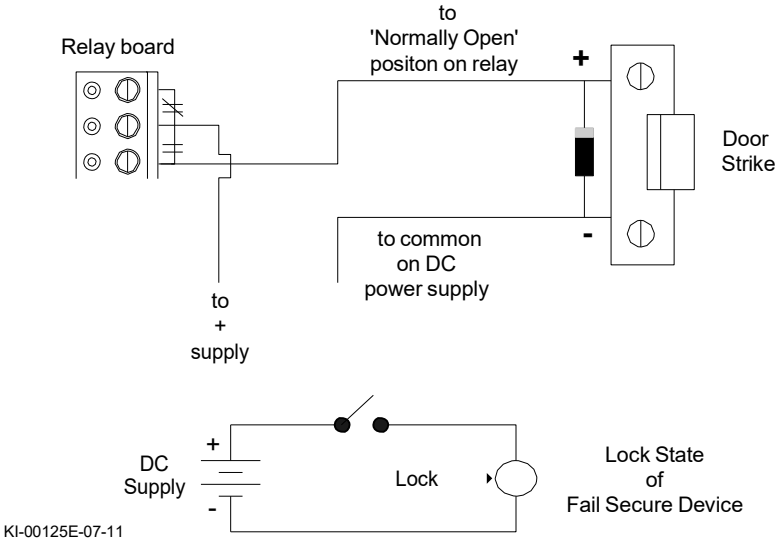 to
'Normally Open'
positon on relay
Relay board
+
Door
Strike
-
to common
on DC
power supply
to
+
supply
+
DC
Supply
-
Lock
Lock State
of
Fail Secure Device
KI-00125E-07-11